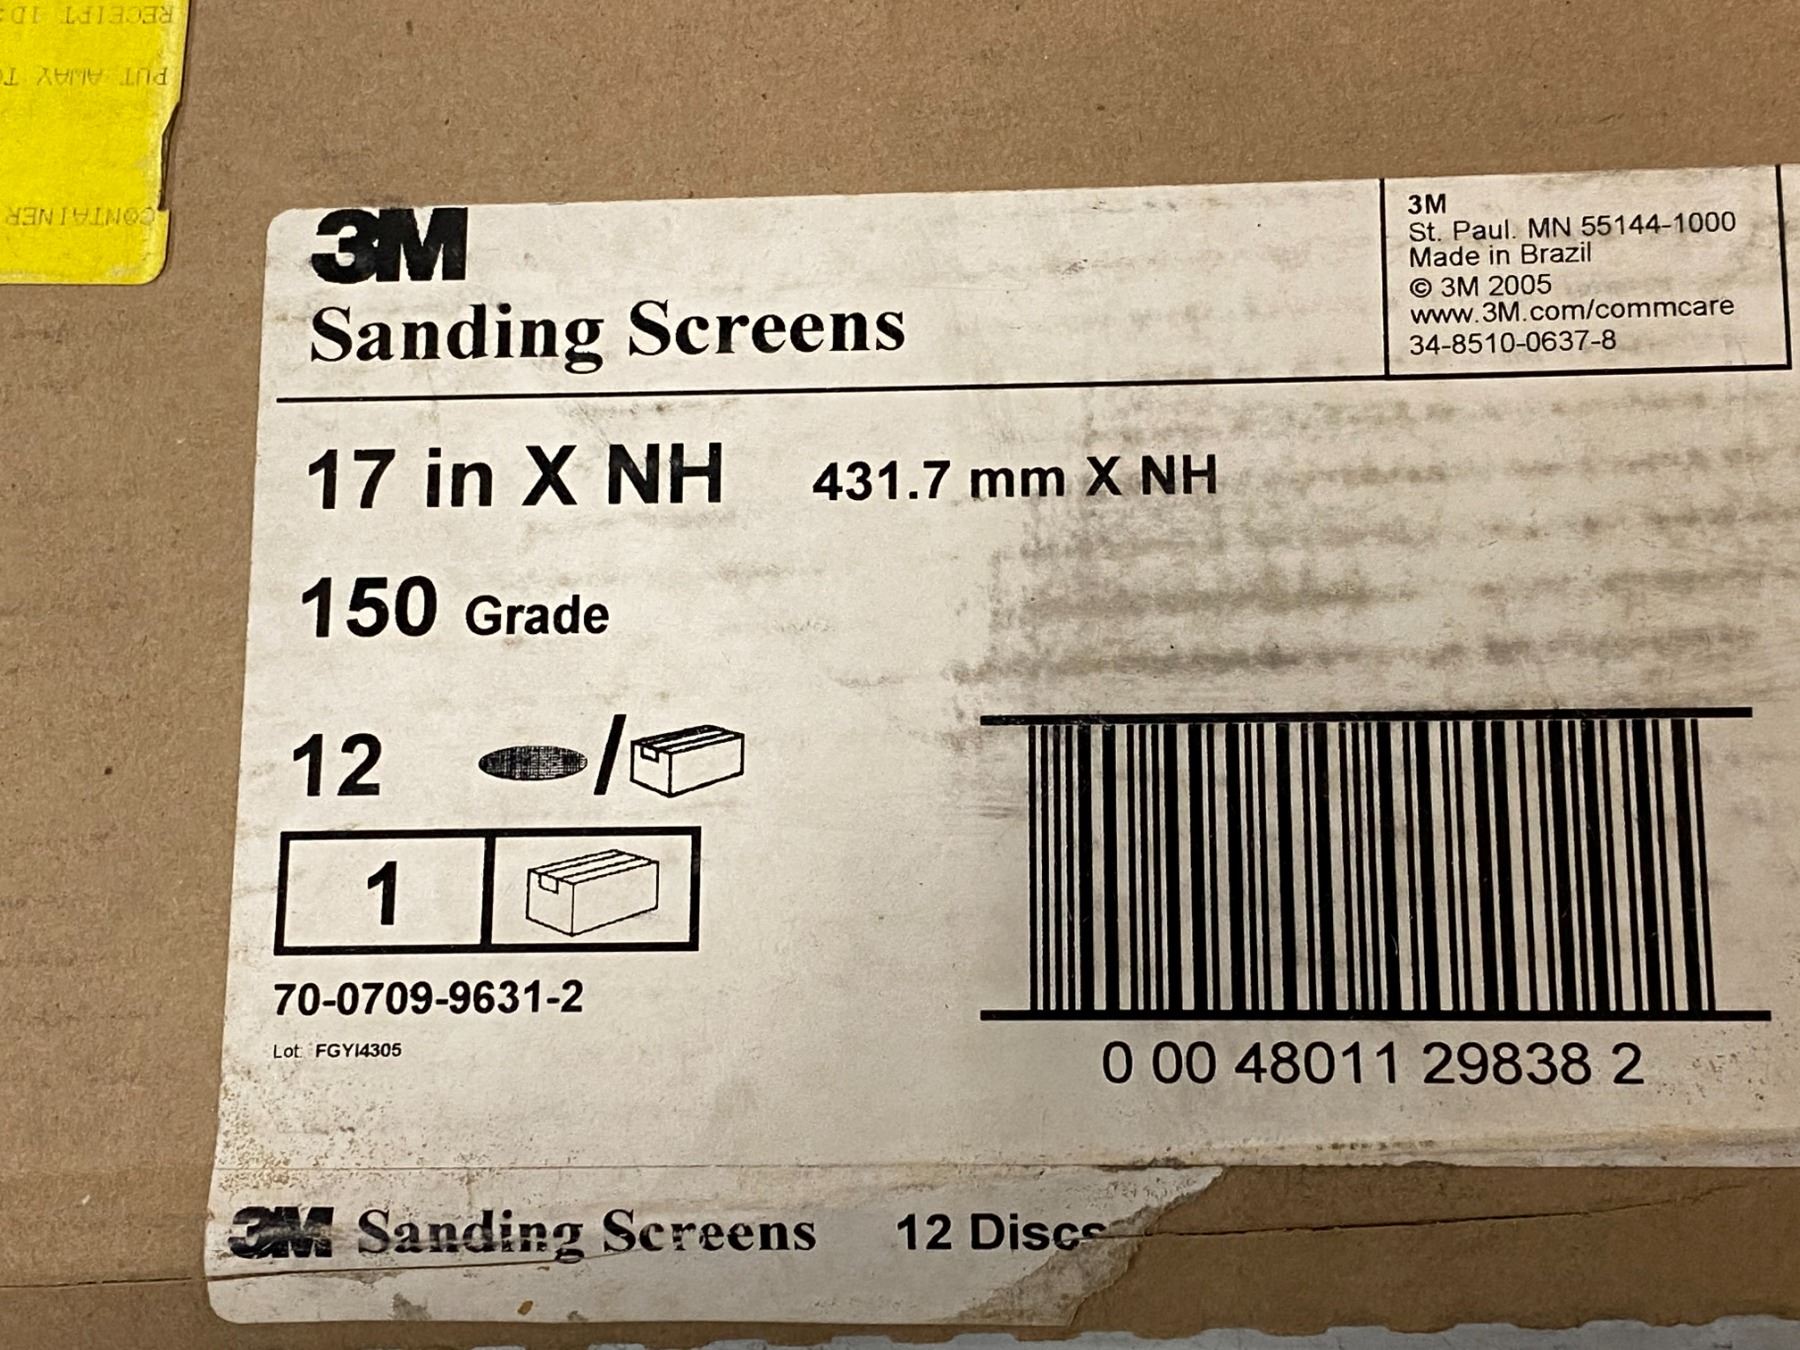 RECEIPT ID:
PUT AWAY TO
CONTAINER
3M
Sanding Screens
3M
St. Paul. MN 55144-1000
Made in Brazil
© 3M 2005
www.3M.com/commcare
34-8510-0637-8
17 in X NH 431.7 mm X NH
150 Grade
12 /
1
70-0709-9631-2
Lot: FGYI4305
0 00 48011 29838 2
3M Sanding Screens 12 Discs